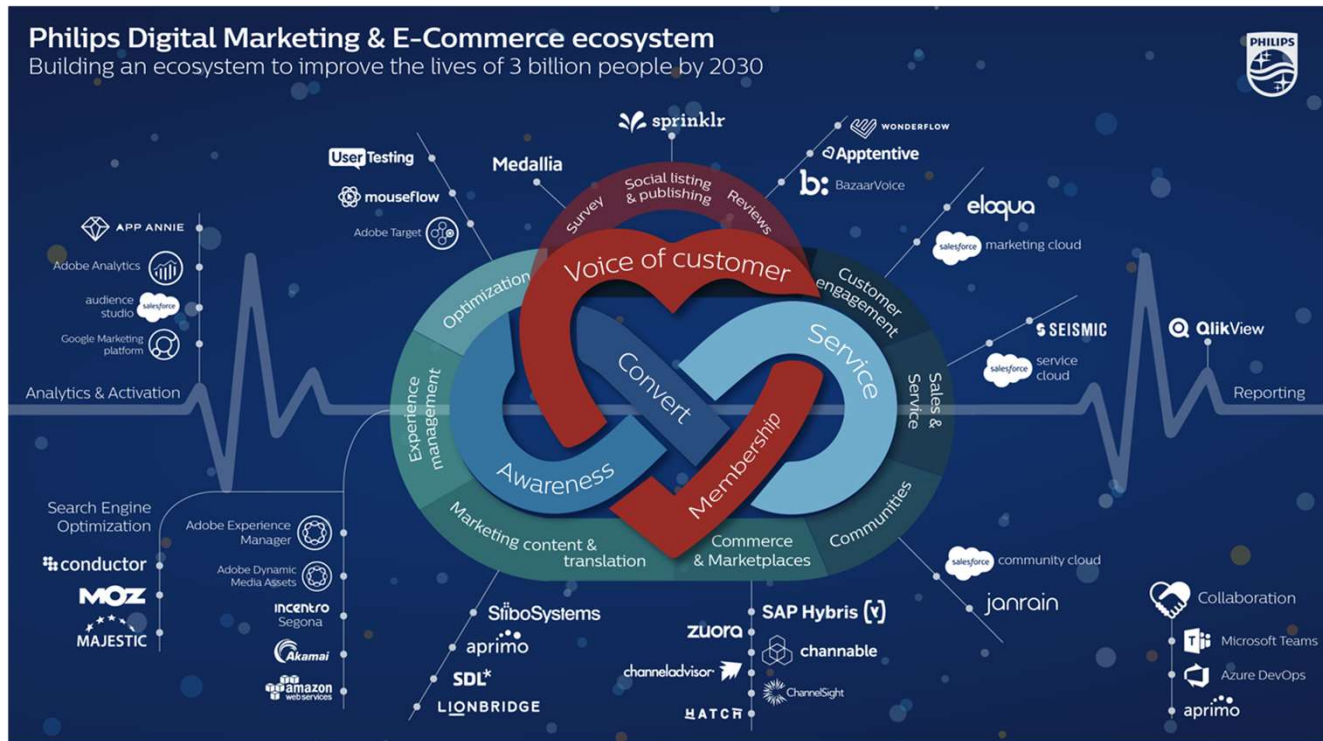 Philips Digital Marketing & E-Commerce ecosystem
Building an ecosystem to improve the lives of 3 billion people by 2030
PHILIPS
sprinklr
UserTesting
mouseflow
Adobe Target
Medallia
WONDERFLOW
Apptentive
b:
BazaarVoice
eloqua
salesforce
marketing cloud
APP ANNIE
Adobe Analytics
audience
studio
salesforce
Google Marketing
platform
Analytics & Activation
Survey
Social listing
& publishing
Reviews
Voice of customer
Optimization
Customer
engagement
Convert
Service
Experience
management
Sales &
Service
Awareness
Membership
Marketing content &
translation
Commerce
& Marketplaces
Communities
SEISMIC
salesforce
service
cloud
QlikView
Reporting
Search Engine
Optimization
conductor
MOZ
MAJESTIC
Adobe Experience
Manager
Adobe Dynamic
Media Assets
incentro
Segona
Akamai
amazon
webservices
StiboSystems
aprimo
SDL*
LIONBRIDGE
SAP Hybris (Y)
zuora
channable
channeladvisor
ChannelSight
HATCH
salesforce
community cloud
janrain
Collaboration
Microsoft Teams
Azure DevOps
aprimo